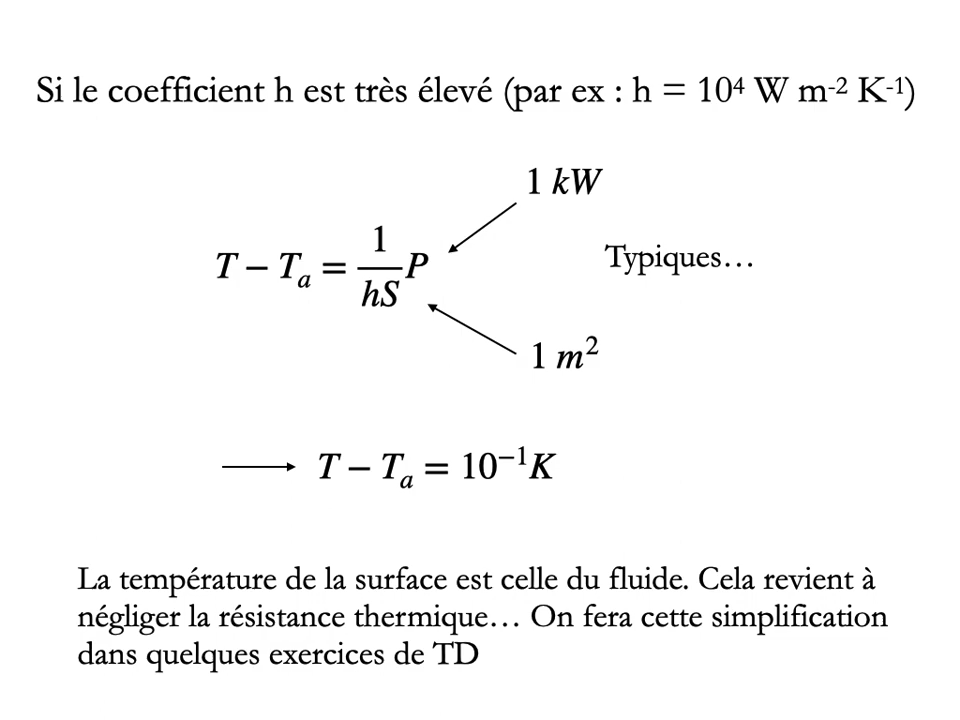 Si le coefficient h est très élevé (par ex : h = 10⁴ W m⁻² K⁻¹)
1 kW
T − Tₐ = 1/(hS) P
Typiques…
1 m²
T − Tₐ = 10⁻¹K
La température de la surface est celle du fluide. Cela revient à
négliger la résistance thermique… On fera cette simplification
dans quelques exercices de TD